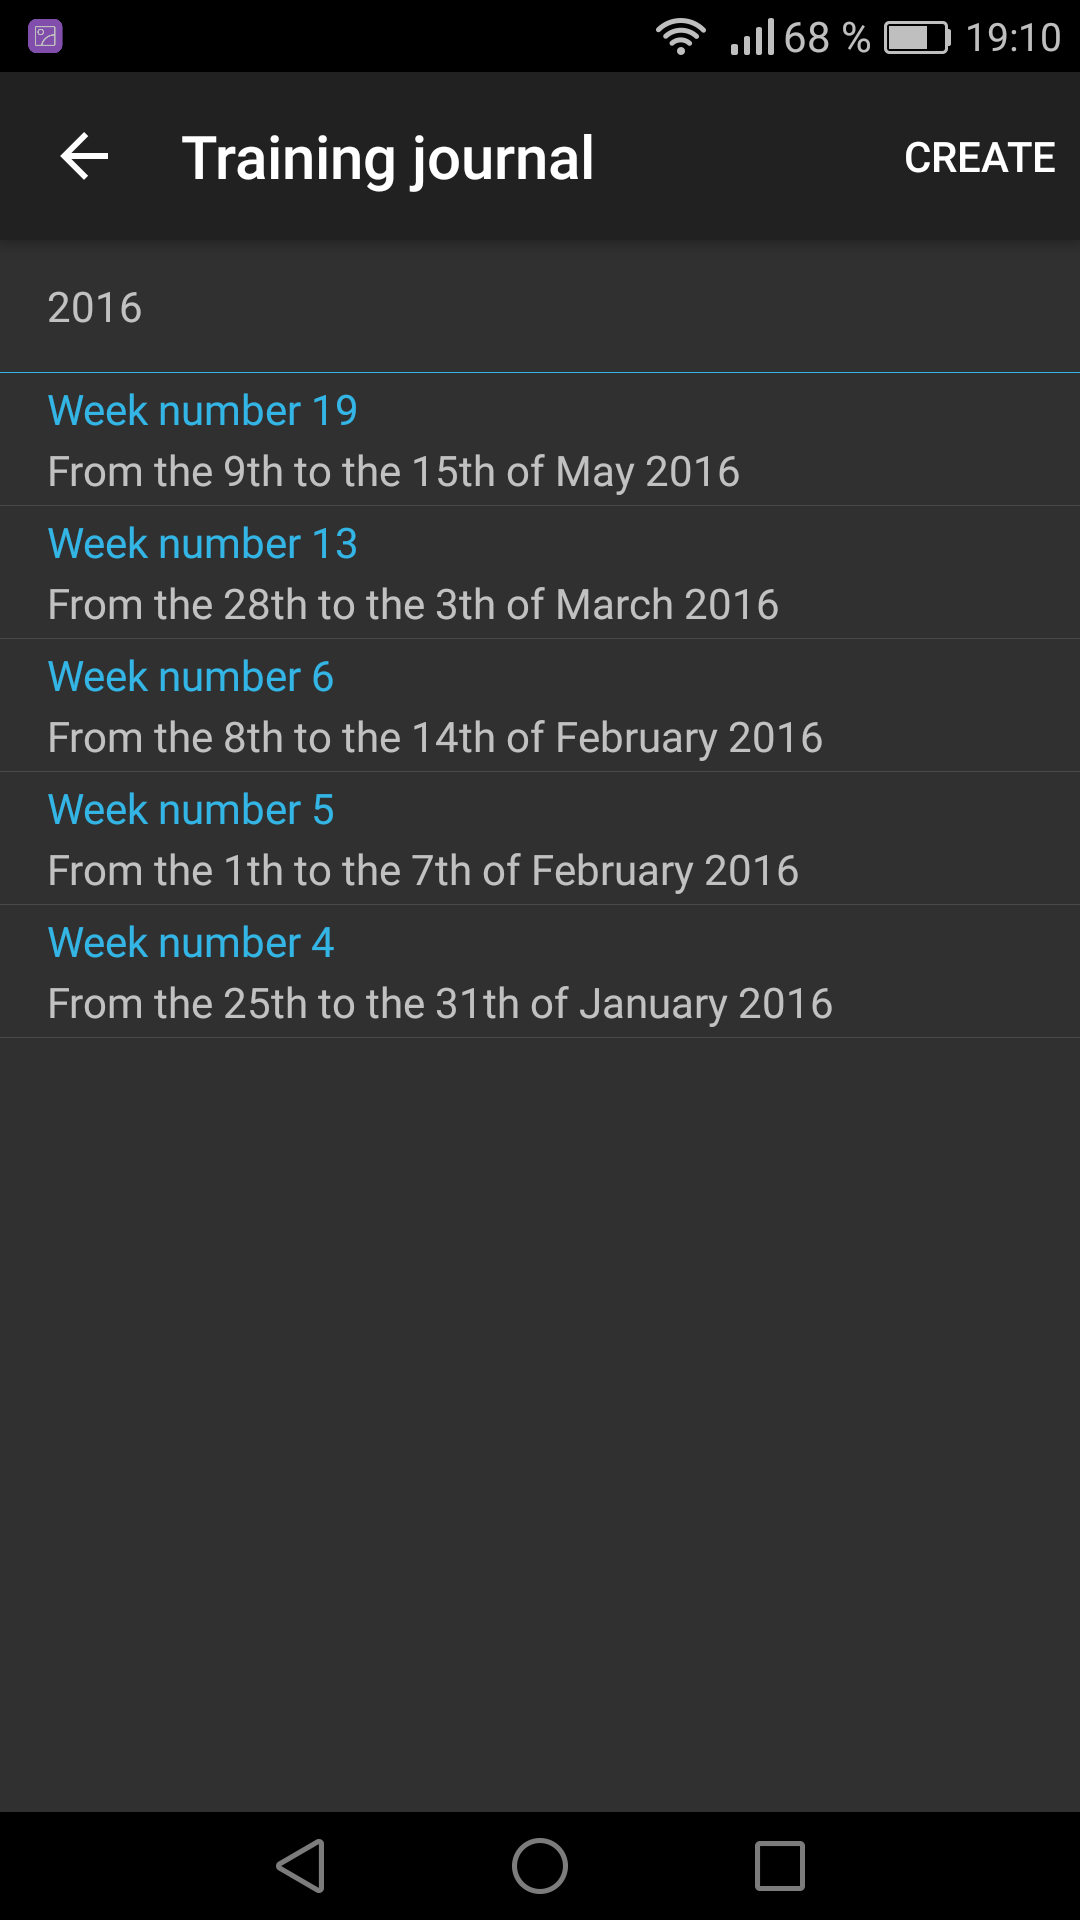 68 % 19:10
Training journal CREATE
2016
Week number 19
From the 9th to the 15th of May 2016
Week number 13
From the 28th to the 3th of March 2016
Week number 6
From the 8th to the 14th of February 2016
Week number 5
From the 1th to the 7th of February 2016
Week number 4
From the 25th to the 31th of January 2016